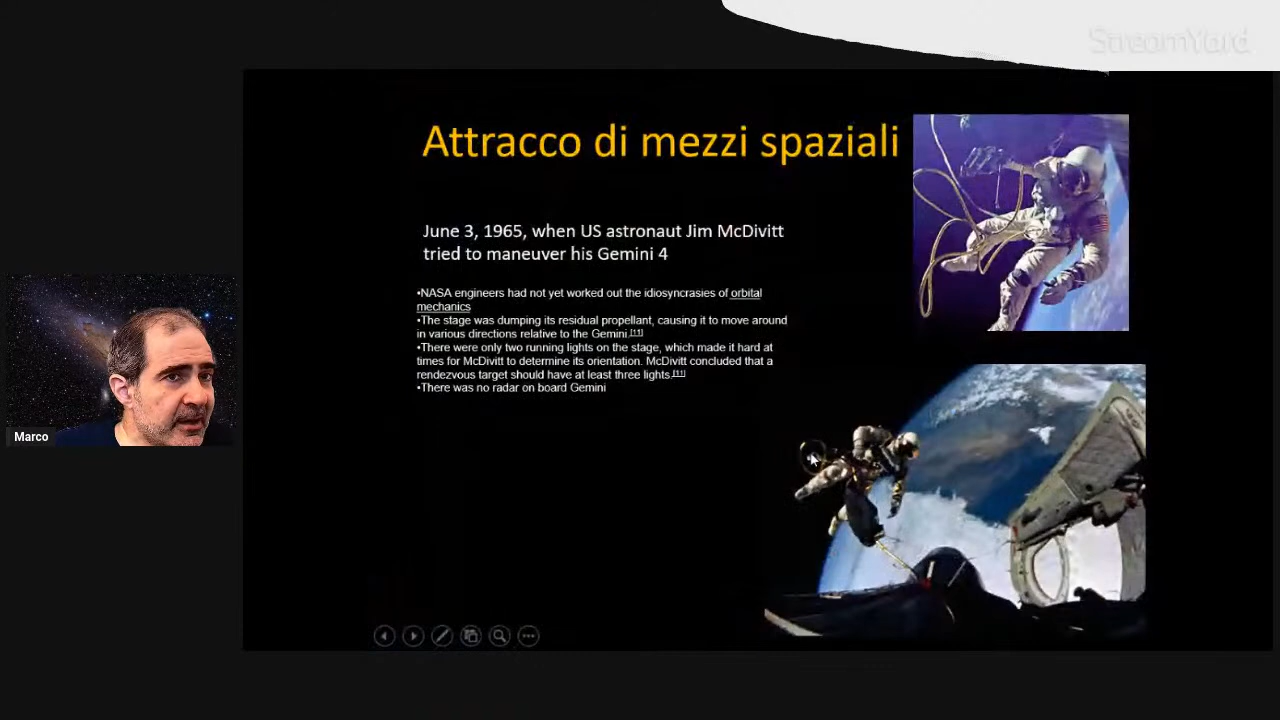 StreamYard
Attracco di mezzi spaziali
June 3, 1965, when US astronaut Jim McDivitt
tried to maneuver his Gemini 4
•NASA engineers had not yet worked out the idiosyncrasies of orbital
mechanics
•The stage was dumping its residual propellant, causing it to move around
in various directions relative to the Gemini.[11]
•There were only two running lights on the stage, which made it hard at
times for McDivitt to determine its orientation. McDivitt concluded that a
rendezvous target should have at least three lights.[11]
•There was no radar on board Gemini
Marco